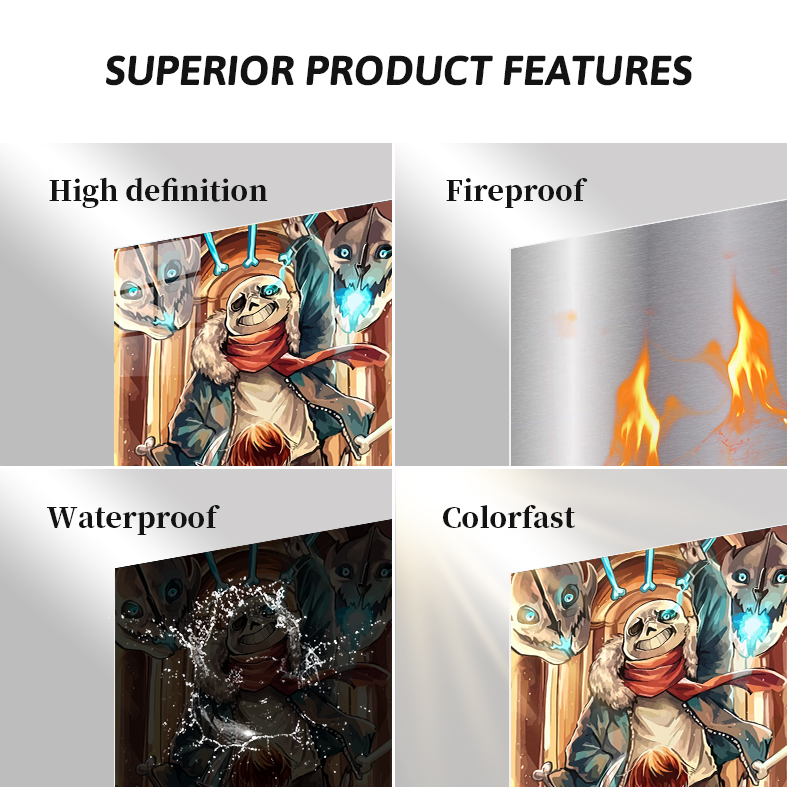 SUPERIOR PRODUCT FEATURES
High definition
Fireproof
Waterproof
Colorfast